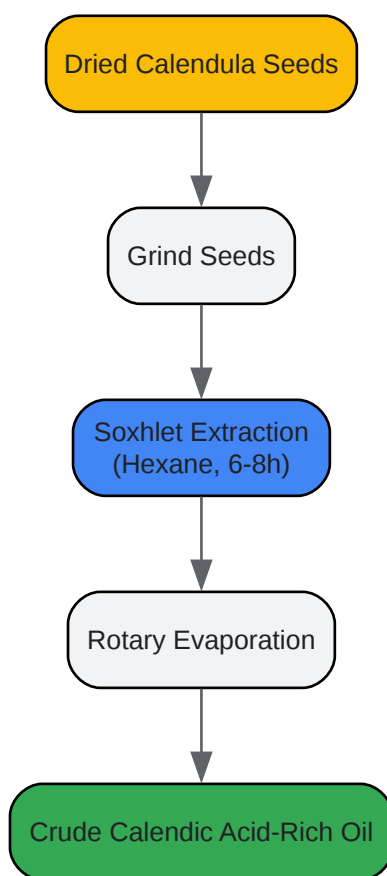 Dried Calendula Seeds
Grind Seeds
Soxhlet Extraction
(Hexane, 6-8h)
Rotary Evaporation
Crude Calendic Acid-Rich Oil